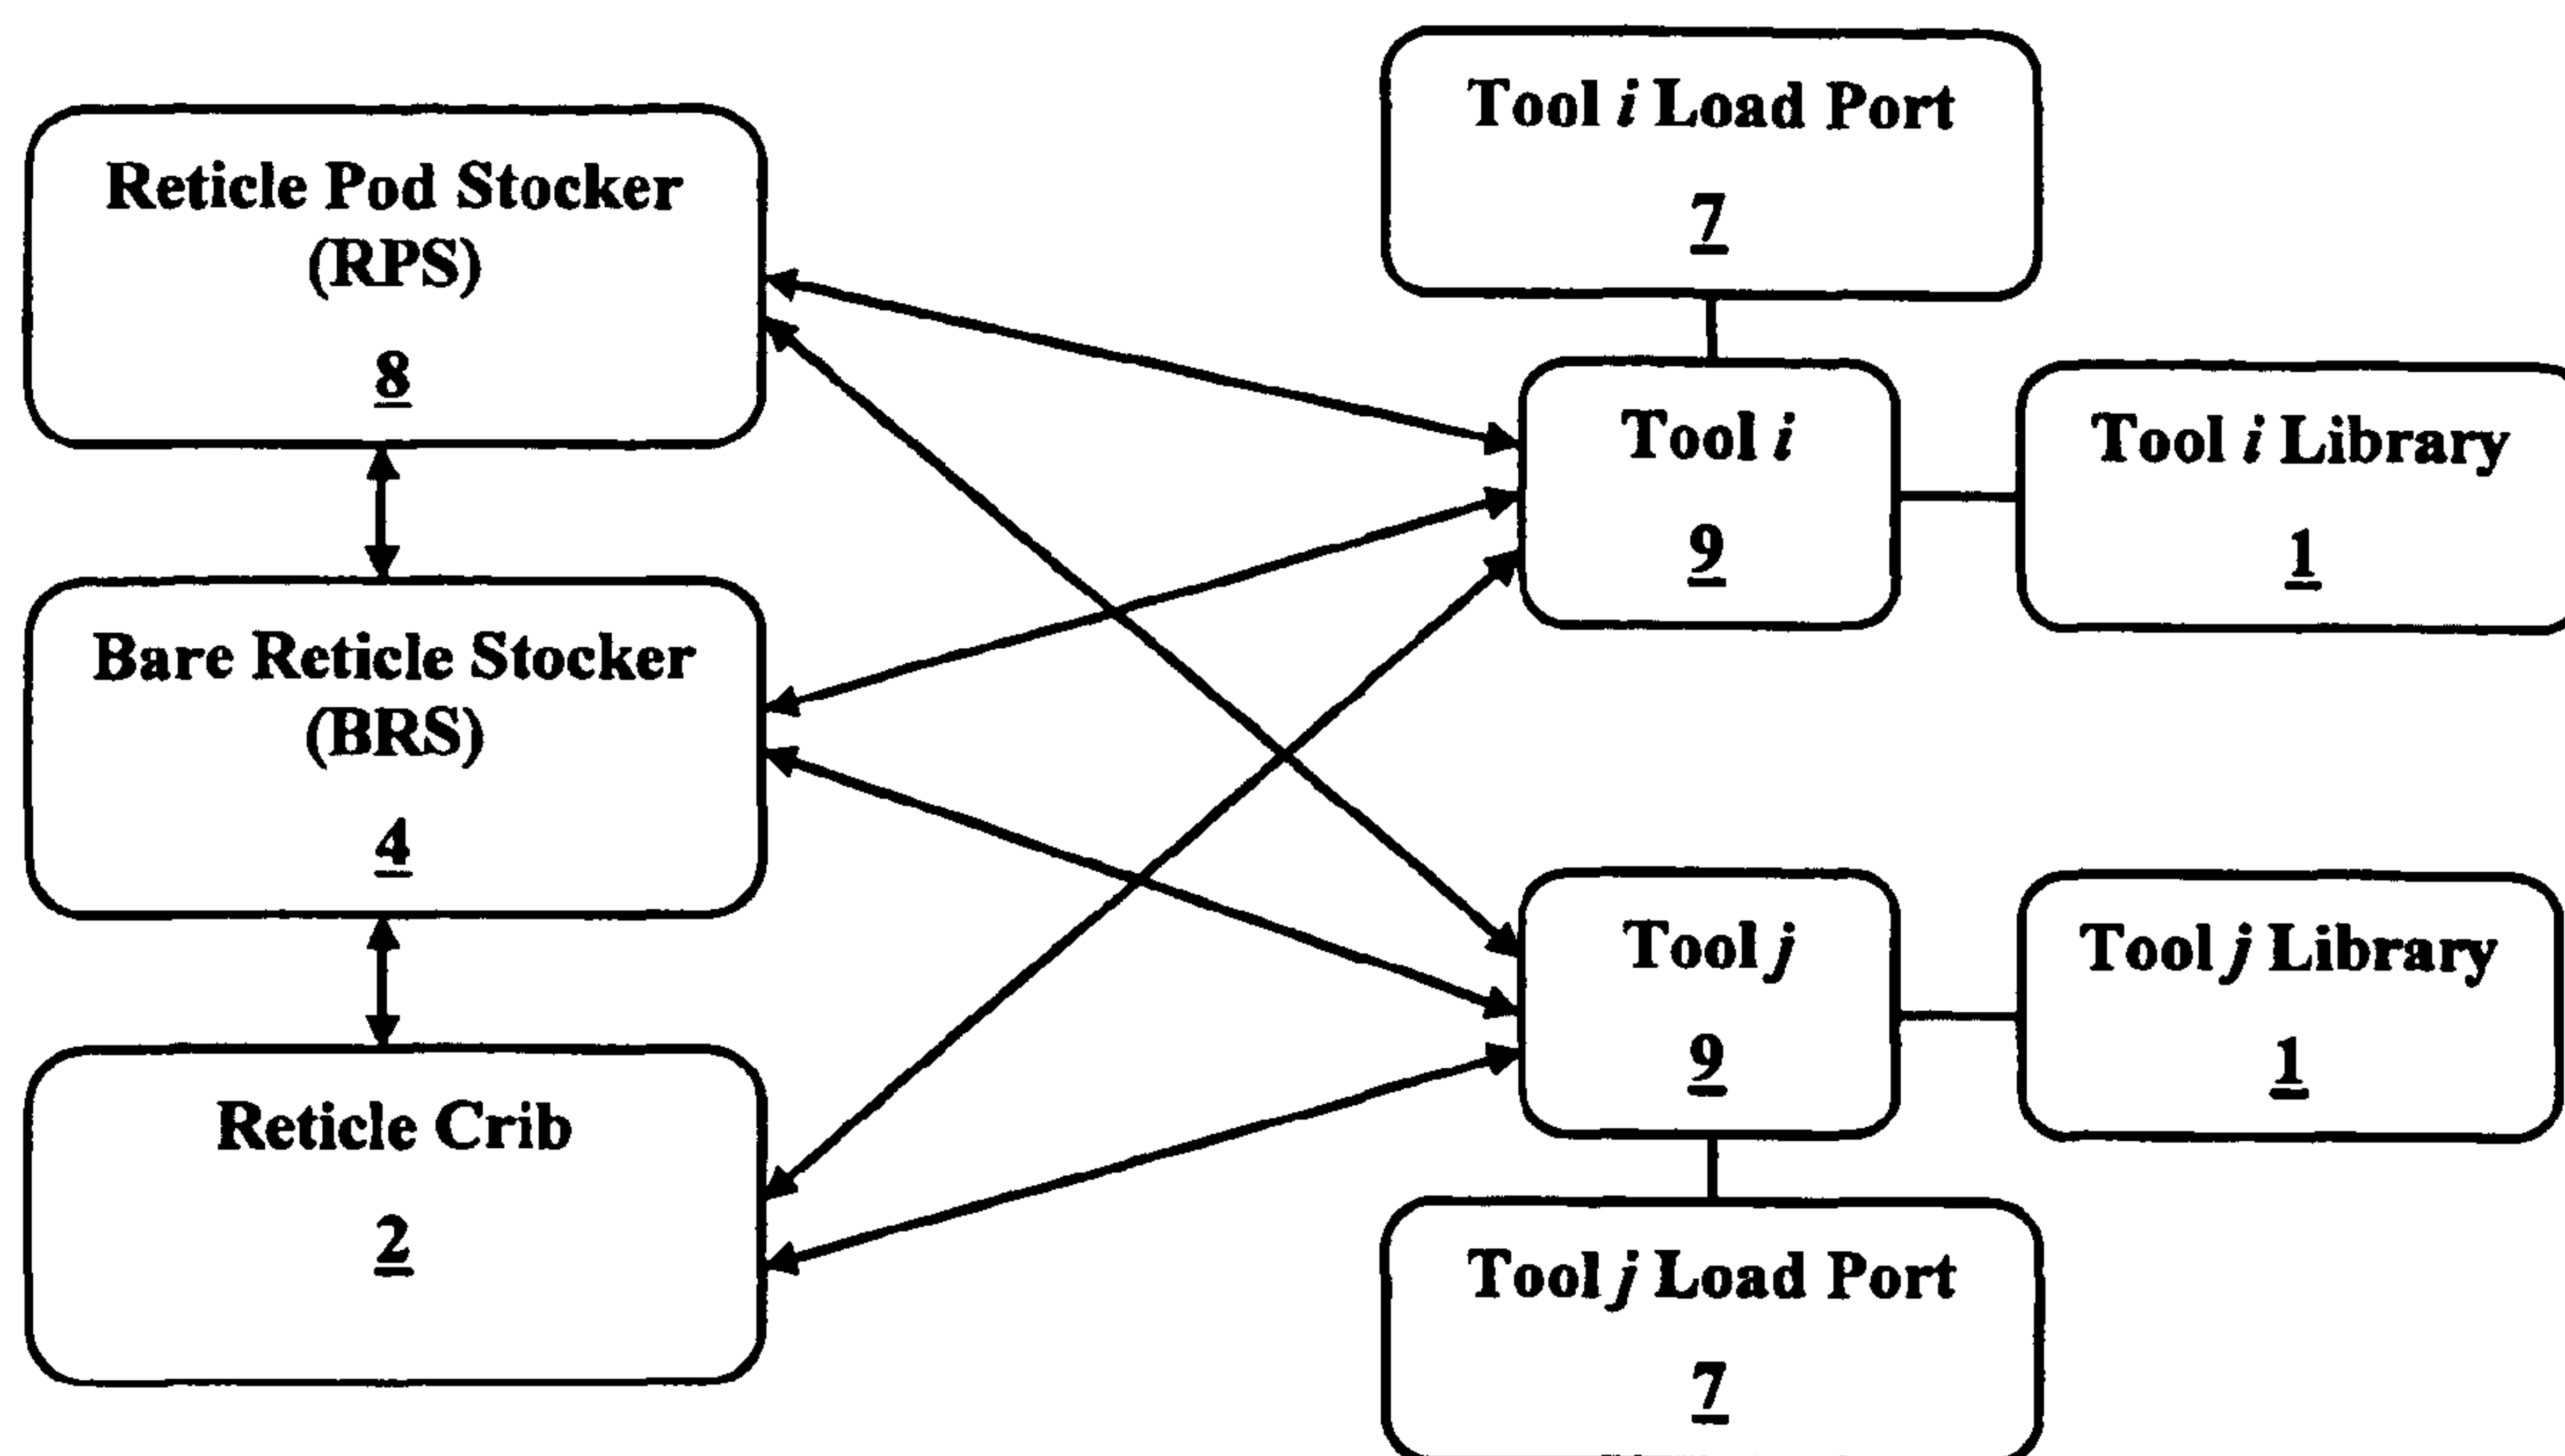 Reticle Pod Stocker
(RPS)
8
Bare Reticle Stocker
(BRS)
4
Reticle Crib
2
Tool i Load Port
7
Tool i
9
Tool i Library
1
Tool j
9
Tool j Library
1
Tool j Load Port
7